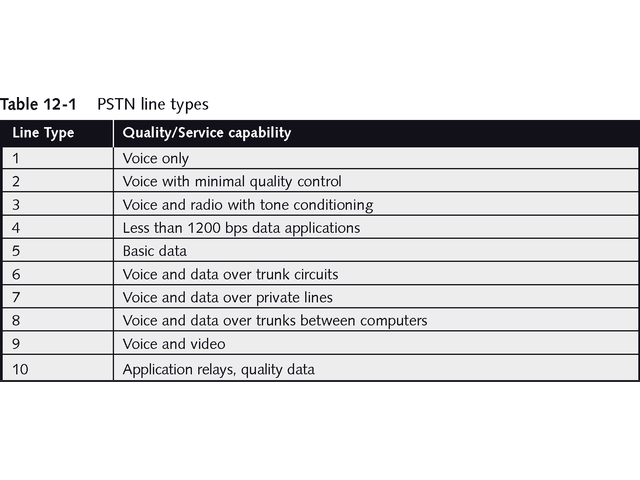 Table 12-1 PSTN line types
Line Type Quality/Service capability
1 Voice only
2 Voice with minimal quality control
3 Voice and radio with tone conditioning
4 Less than 1200 bps data applications
5 Basic data
6 Voice and data over trunk circuits
7 Voice and data over private lines
8 Voice and data over trunks between computers
9 Voice and video
10 Application relays, quality data